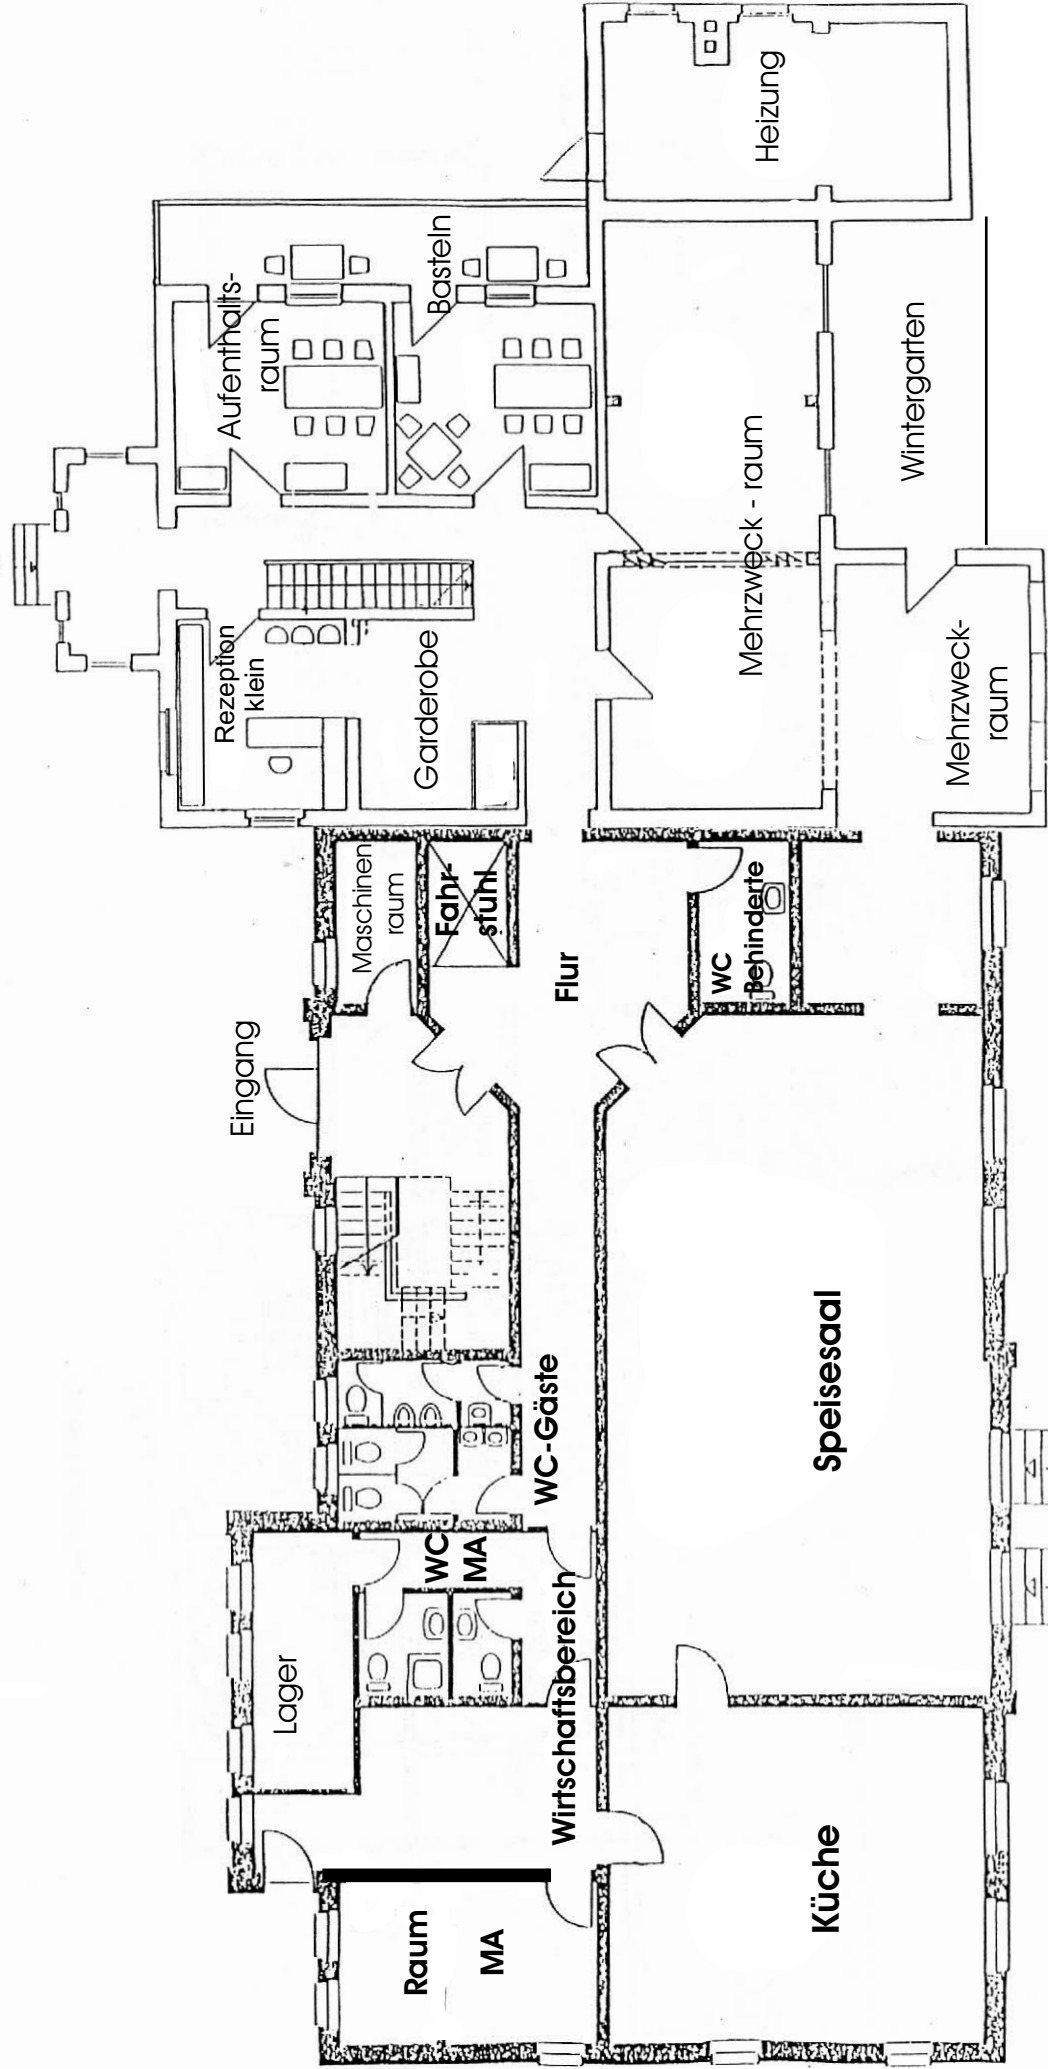 Heizung
Aufenthalts-
raum
Basteln
Wintergarten
Mehrzweck - raum
Rezeption
klein
Garderobe
Mehrzweck-
raum
Maschinen
raum
Fahr-
stuhl
Flur
WC
Behinderte
Eingang
Speisesaal
WC-Gäste
WC
MA
Lager
Wirtschaftsbereich
Raum
MA
Küche